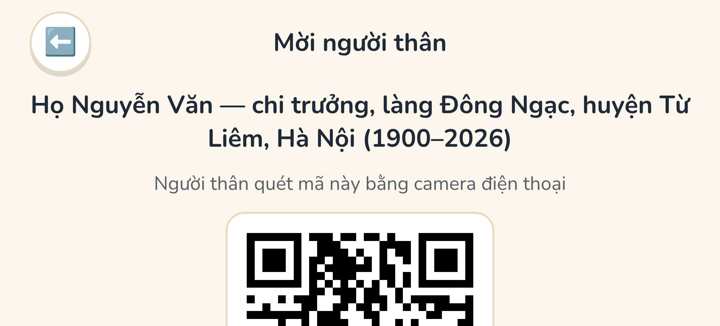 Mời người thân
Họ Nguyễn Văn — chi trưởng, làng Đông Ngạc, huyện Từ
Liêm, Hà Nội (1900–2026)
Người thân quét mã này bằng camera điện thoại